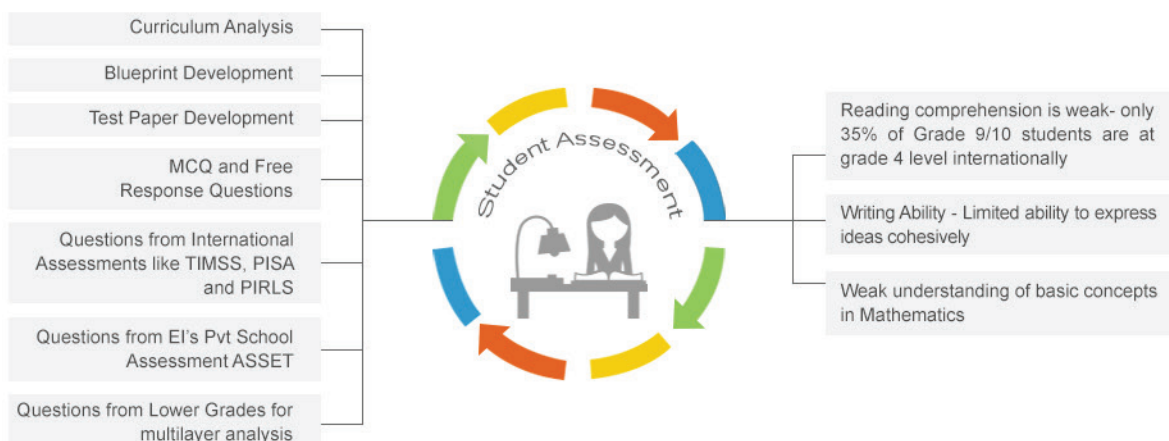 Curriculum Analysis
Blueprint Development
Test Paper Development
MCQ and Free
Response Questions
Questions from International
Assessments like TIMSS, PISA
and PIRLS
Questions from EI's Pvt School
Assessment ASSET
Questions from Lower Grades for
multilayer analysis
Student Assessment
Reading comprehension is weak- only
35% of Grade 9/10 students are at
grade 4 level internationally
Writing Ability - Limited ability to express
ideas cohesively
Weak understanding of basic concepts
in Mathematics